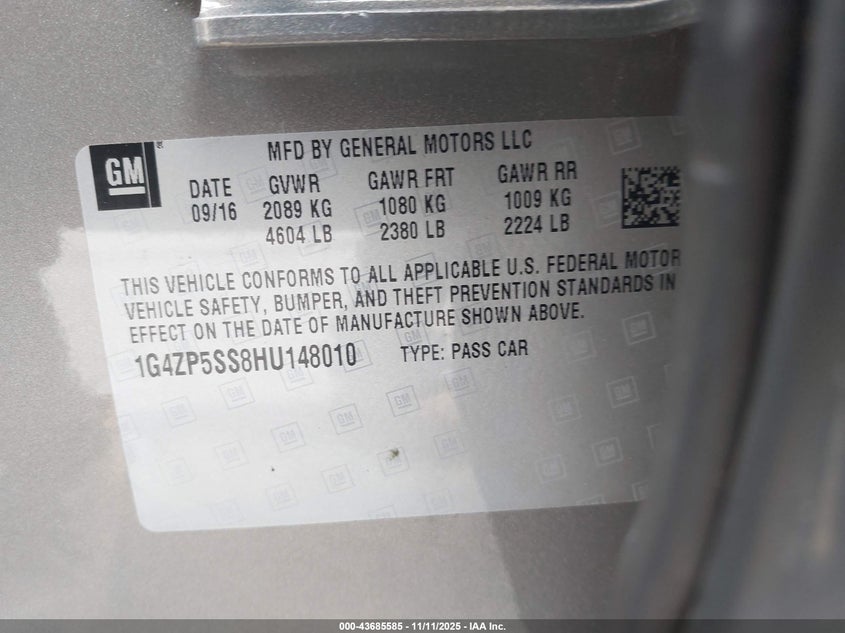 GM
MFD BY GENERAL MOTORS LLC
DATE GVWR GAWR FRT GAWR RR
09/16 2089 KG 1080 KG 1009 KG
4604 LB 2380 LB 2224 LB
THIS VEHICLE CONFORMS TO ALL APPLICABLE U.S. FEDERAL MOTOR
VEHICLE SAFETY, BUMPER, AND THEFT PREVENTION STANDARDS IN
EFFECT ON THE DATE OF MANUFACTURE SHOWN ABOVE.
1G4ZP5SS8HU148010 TYPE: PASS CAR
000-43685585 - 11/11/2025 - IAA Inc.